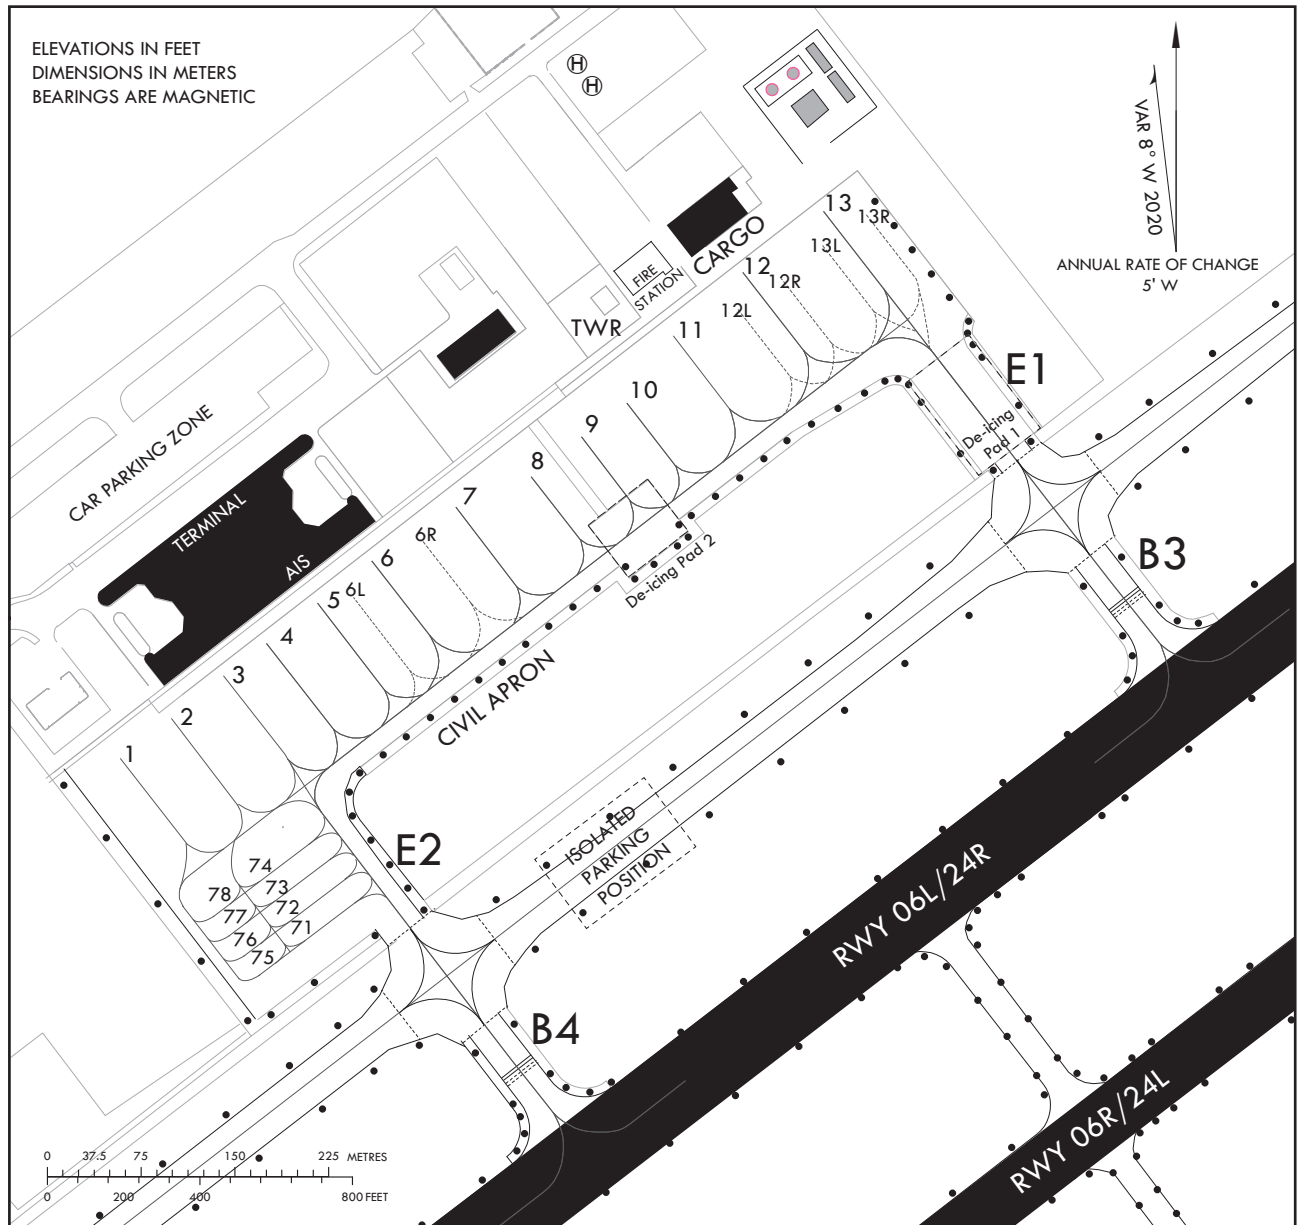 ELEVATIONS IN FEET
DIMENSIONS IN METERS
BEARINGS ARE MAGNETIC
H
H
VAR 8° W 2020
ANNUAL RATE OF CHANGE
5' W
13
13R
13L
CARGO
FIRE
STATION
TWR
12
12R
12L
11
E1
De-icing
Pad 1
10
9
8
7
6R
6
6L
5
4
3
2
1
CAR PARKING ZONE
TERMINAL
AIS
De-icing Pad 2
B3
CIVIL APRON
E2
ISOLATED
PARKING
POSITION
74
73
72
71
78
77
76
75
RWY 06L/24R
B4
RWY 06R/24L
0 37.5 75 150 225 METRES
0 200 400 800 FEET